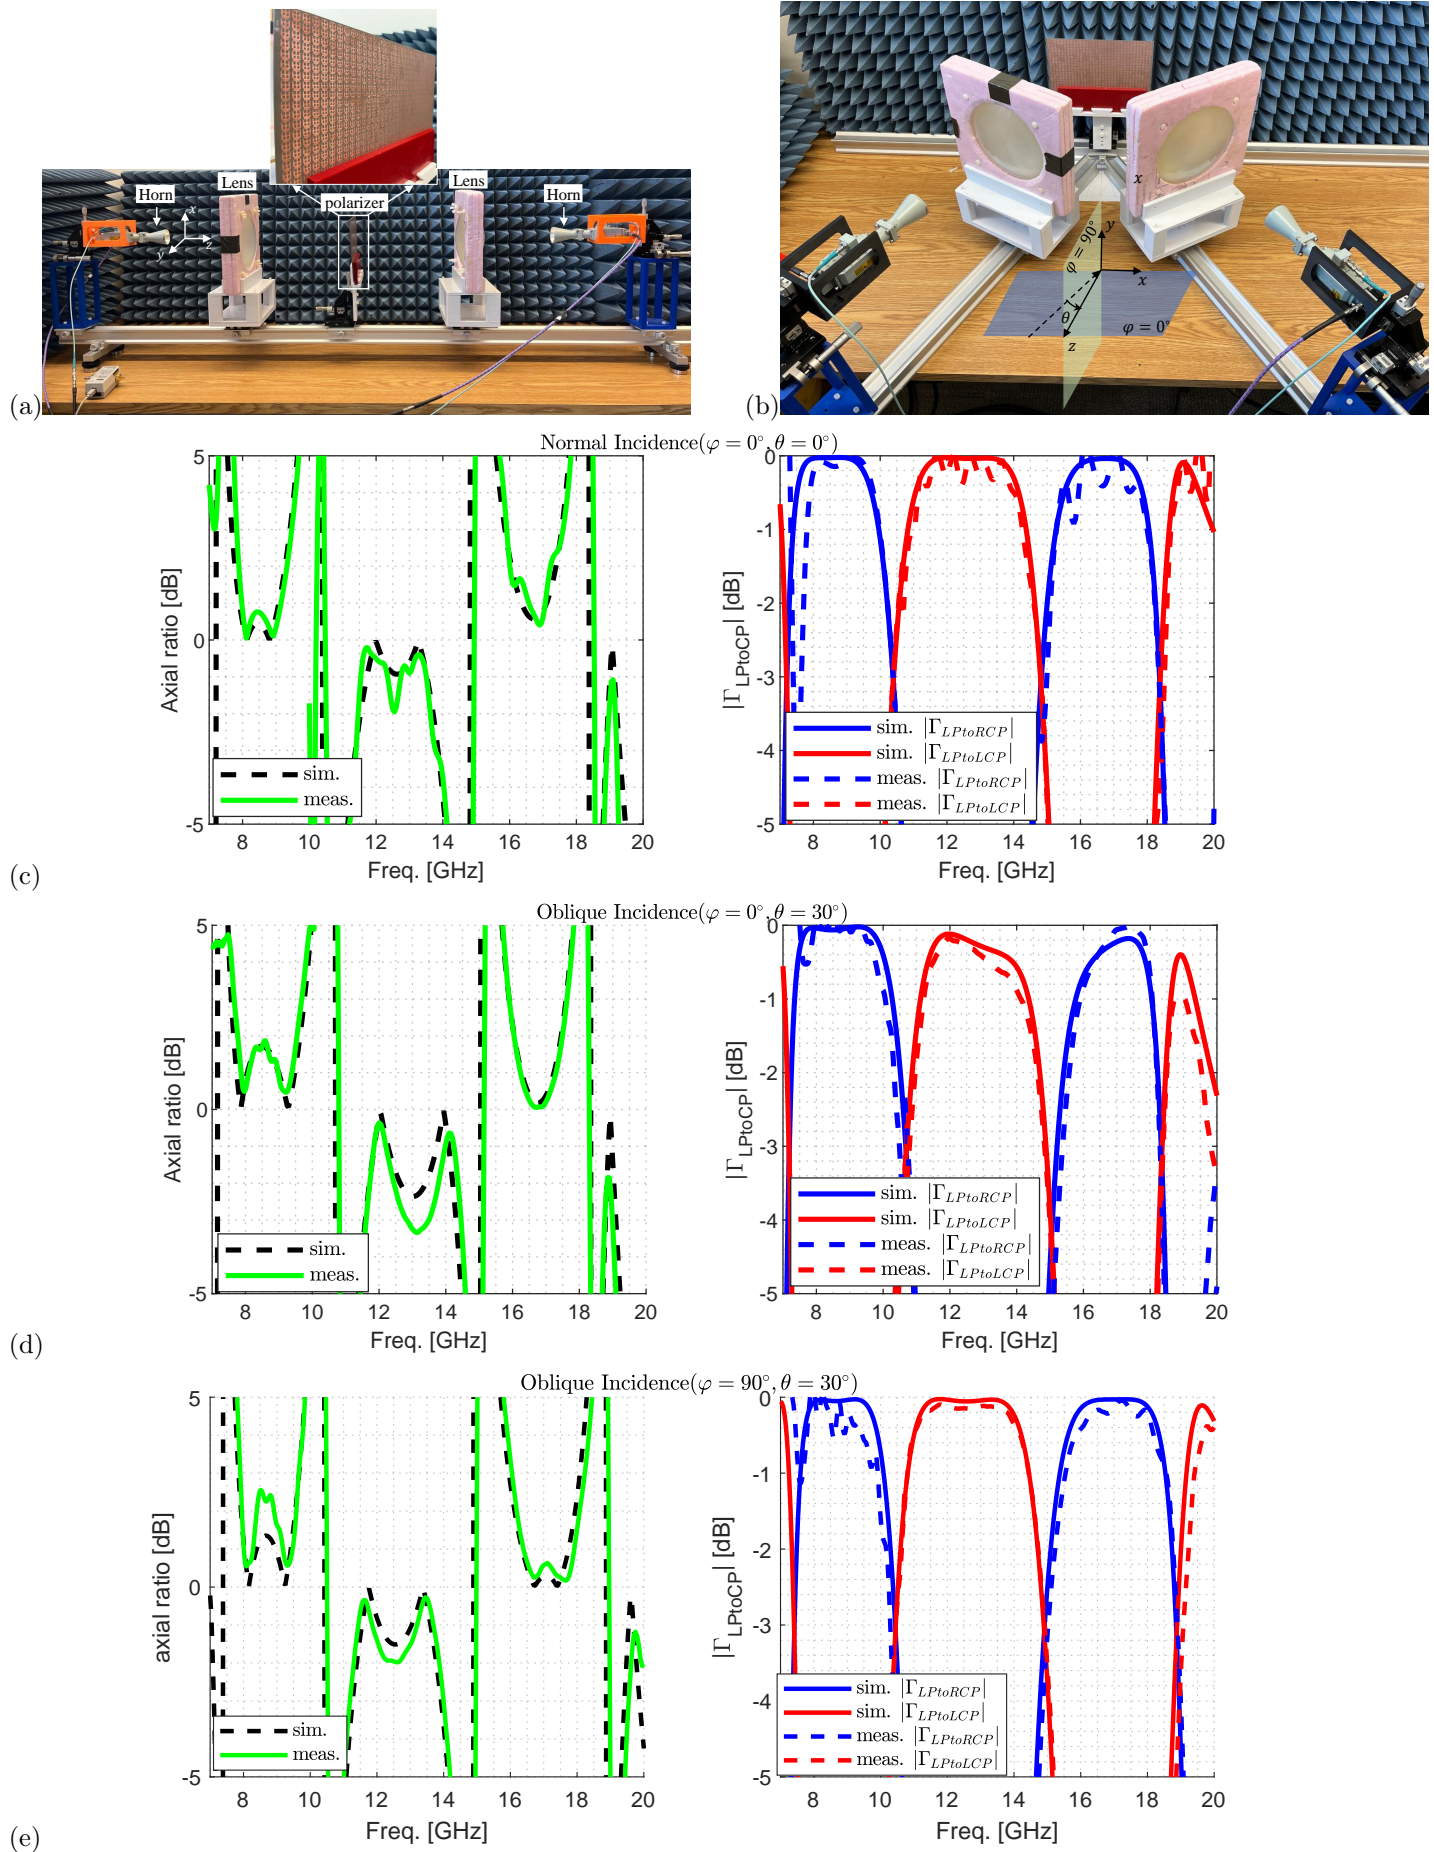 Lens
Lens
Horn
polarizer
Horn
x
z
y
(a)
x
y
φ = 90°
x
θ
z
φ = 0°
(b)
Normal Incidence(φ = 0°, θ = 0°)
5
0
-5
Axial ratio [dB]
sim.
meas.
8 10 12 14 16 18 20
Freq. [GHz]
0
-1
-2
-3
-4
-5
|Γ_LPtoCP| [dB]
sim. |Γ_LPtoRCP|
sim. |Γ_LPtoLCP|
meas. |Γ_LPtoRCP|
meas. |Γ_LPtoLCP|
8 10 12 14 16 18 20
Freq. [GHz]
(c)
Oblique Incidence(φ = 0°, θ = 30°)
5
0
-5
Axial ratio [dB]
sim.
meas.
8 10 12 14 16 18 20
Freq. [GHz]
0
-1
-2
-3
-4
-5
|Γ_LPtoCP| [dB]
sim. |Γ_LPtoRCP|
sim. |Γ_LPtoLCP|
meas. |Γ_LPtoRCP|
meas. |Γ_LPtoLCP|
8 10 12 14 16 18 20
Freq. [GHz]
(d)
Oblique Incidence(φ = 90°, θ = 30°)
5
0
-5
axial ratio [dB]
sim.
meas.
8 10 12 14 16 18 20
Freq. [GHz]
0
-1
-2
-3
-4
-5
|Γ_LPtoCP| [dB]
sim. |Γ_LPtoRCP|
sim. |Γ_LPtoLCP|
meas. |Γ_LPtoRCP|
meas. |Γ_LPtoLCP|
8 10 12 14 16 18 20
Freq. [GHz]
(e)